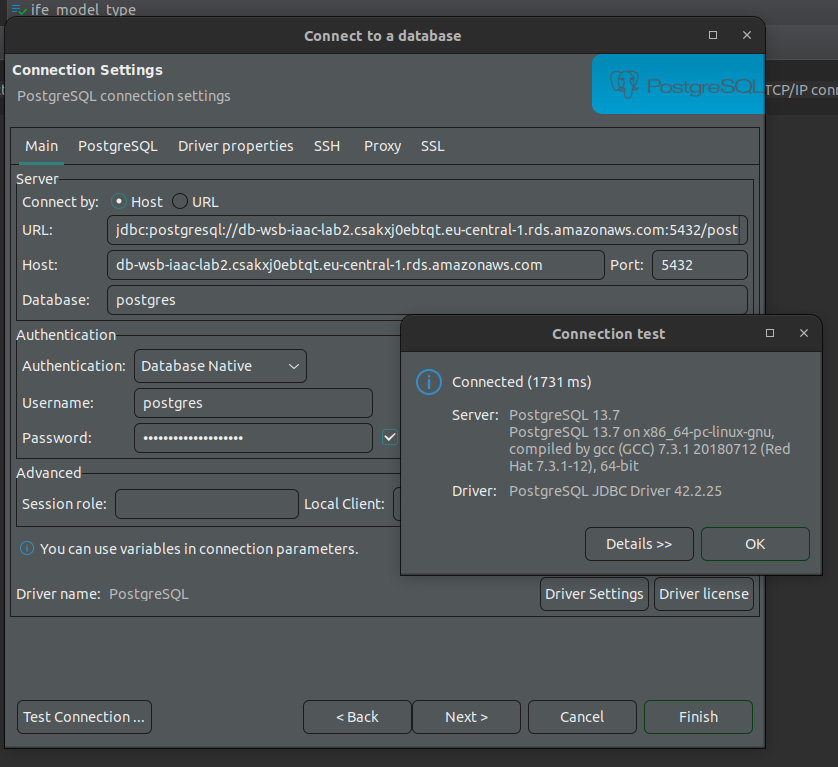 ife_model_type
Connect to a database
Connection Settings
PostgreSQL connection settings
PostgreSQL
TCP/IP conn
Main PostgreSQL Driver properties SSH Proxy SSL
Server
Connect by: Host URL
URL: jdbc:postgresql://db-wsb-iaac-lab2.csakxj0ebtqt.eu-central-1.rds.amazonaws.com:5432/post
Host: db-wsb-iaac-lab2.csakxj0ebtqt.eu-central-1.rds.amazonaws.com Port: 5432
Database: postgres
Authentication
Authentication: Database Native
Username: postgres
Password: ••••••••••••••••••••
Advanced
Session role: Local Client:
You can use variables in connection parameters.
Driver name: PostgreSQL
Driver Settings Driver license
Test Connection ... < Back Next > Cancel Finish
Connection test
Connected (1731 ms)
Server: PostgreSQL 13.7
PostgreSQL 13.7 on x86_64-pc-linux-gnu,
compiled by gcc (GCC) 7.3.1 20180712 (Red
Hat 7.3.1-12), 64-bit
Driver: PostgreSQL JDBC Driver 42.2.25
Details >> OK